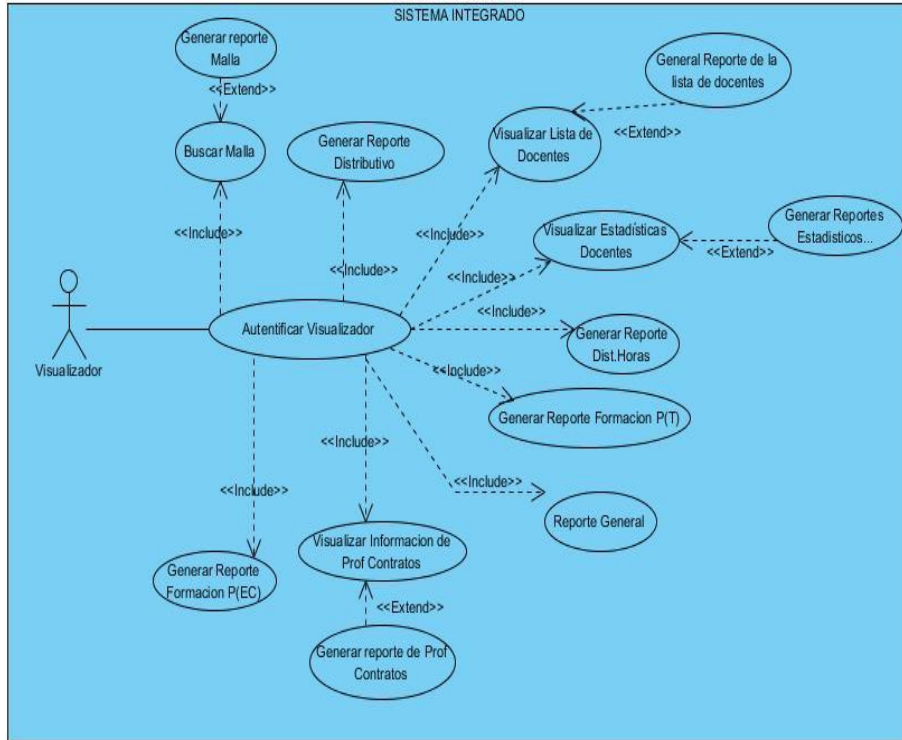 SISTEMA INTEGRADO
Generar reporte
Malla
<<Extend>>
Buscar Malla
<<Include>>
Generar Reporte
Distributivo
<<Include>>
General Reporte de la
lista de docentes
<<Extend>>
Visualizar Lista de
Docentes
<<Include>>
Generar Reportes
Estadisticos...
<<Extend>>
Visualizar Estadísticas
Docentes
<<Include>>
Visualizador
Autentificar Visualizador
<<Include>>
Generar Reporte
Dist.Horas
<<Include>>
Generar Reporte Formacion P(T)
<<Include>>
Reporte General
<<Include>>
Visualizar Informacion de
Prof Contratos
<<Include>>
Generar Reporte
Formacion P(EC)
<<Extend>>
Generar reporte de Prof
Contratos